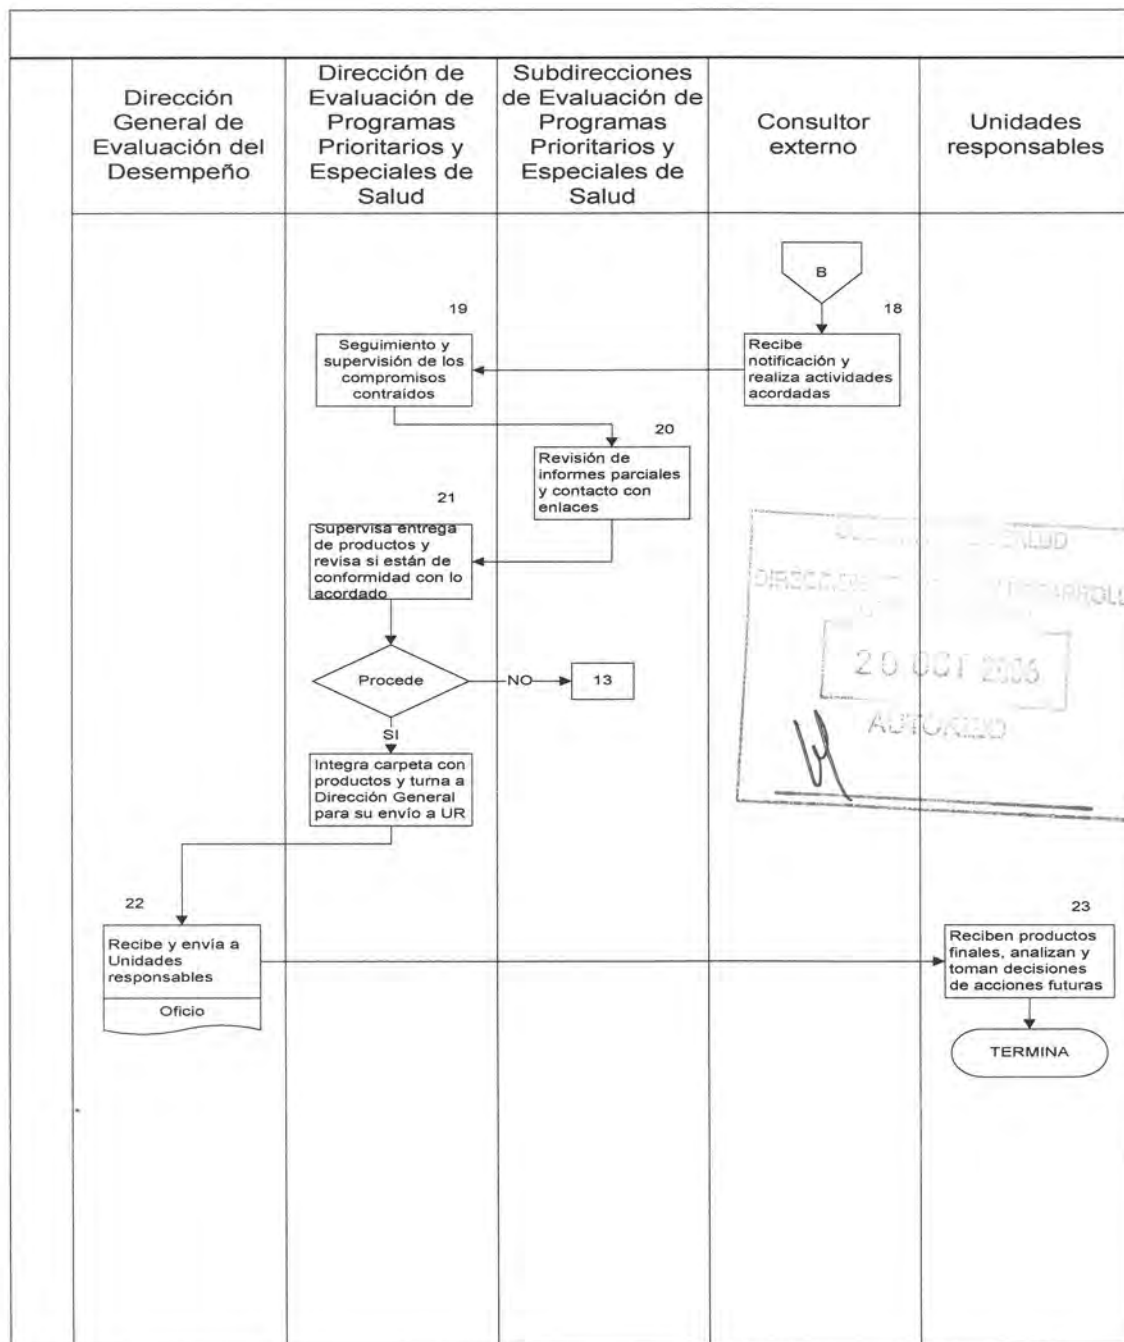 Dirección
General de
Evaluación del
Desempeño
Dirección de
Evaluación de
Programas
Prioritarios y
Especiales de
Salud
Subdirecciones
de Evaluación de
Programas
Prioritarios y
Especiales de
Salud
Consultor
externo
Unidades
responsables
B
18
Recibe
notificación y
realiza actividades
acordadas
19
Seguimiento y
supervisión de los
compromisos
contraídos
20
Revisión de
informes parciales
y contacto con
enlaces
21
Supervisa entrega
de productos y
revisa si están de
conformidad con lo
acordado
Procede
NO
13
SI
Integra carpeta con
productos y turna a
Dirección General
para su envío a UR
SALUD
20 OCT
22
Recibe y envía a
Unidades
responsables
Oficio
23
Reciben productos
finales, analizan y
toman decisiones
de acciones futuras
TERMINA